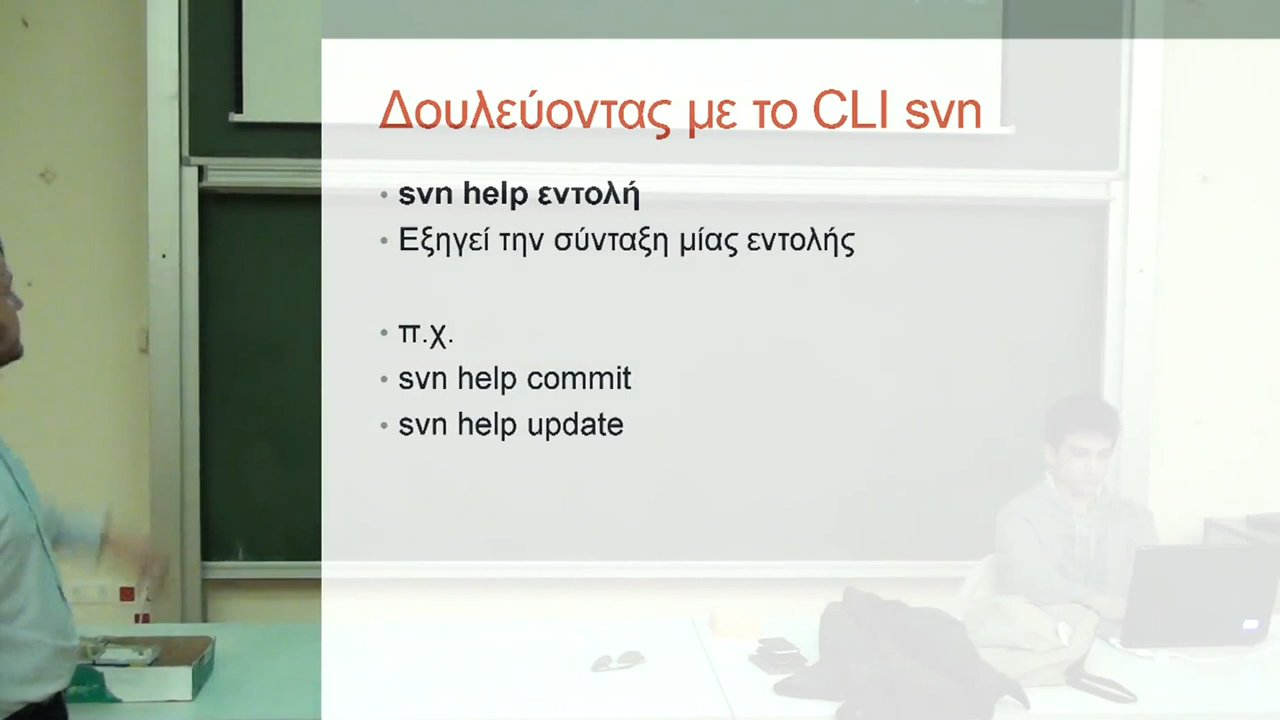 Δουλεύοντας με το CLI svn
• svn help εντολή
• Εξηγεί την σύνταξη μίας εντολής
• π.χ.
• svn help commit
• svn help update